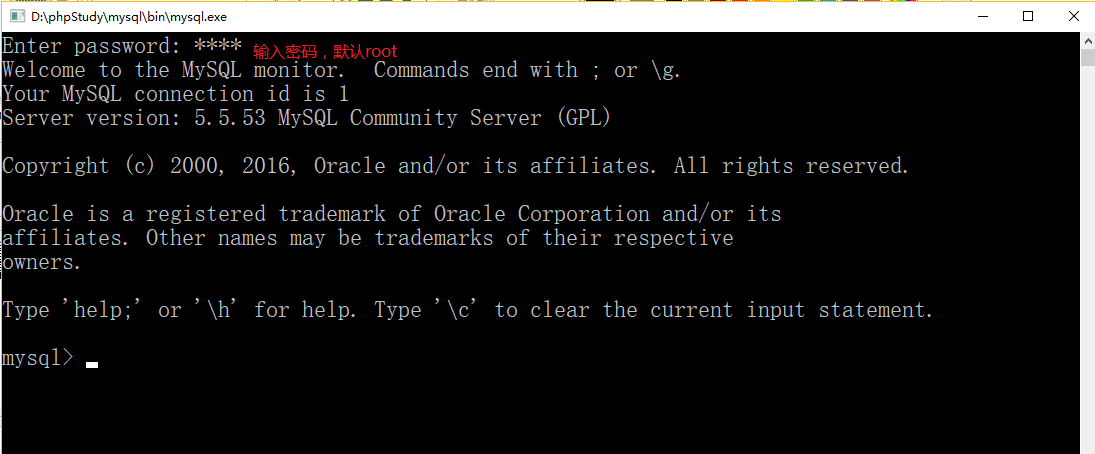 D:\phpStudy\mysql\bin\mysql.exe
Enter password: **** 输入密码，默认root
Welcome to the MySQL monitor.  Commands end with ; or \g.
Your MySQL connection id is 1
Server version: 5.5.53 MySQL Community Server (GPL)
Copyright (c) 2000, 2016, Oracle and/or its affiliates. All rights reserved.
Oracle is a registered trademark of Oracle Corporation and/or its
affiliates. Other names may be trademarks of their respective
owners.
Type 'help;' or '\h' for help. Type '\c' to clear the current input statement.
mysql>